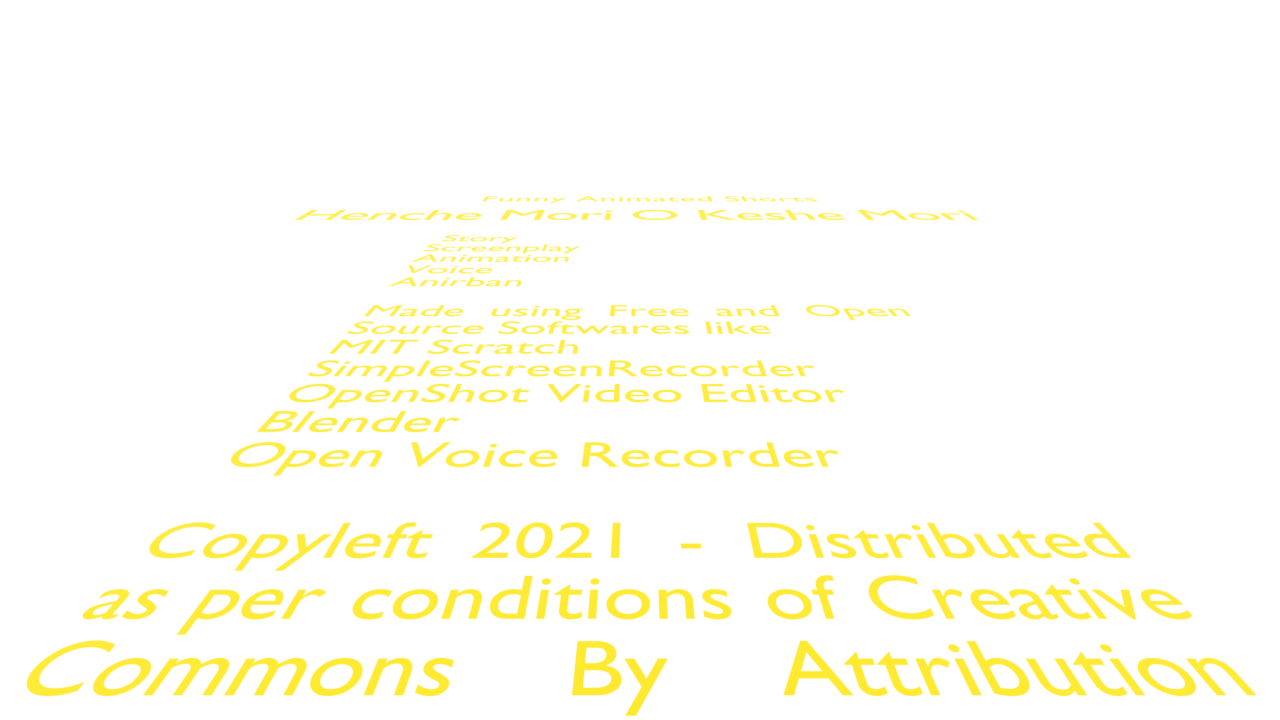 Funny Animated Shorts
Henche Mori O Keshe Mori
Story
Screenplay
Animation
Voice
Anirban
Made using Free and Open
Source Softwares like
MIT Scratch
SimpleScreenRecorder
OpenShot Video Editor
Blender
Open Voice Recorder
Copyleft 2021 - Distributed
as per conditions of Creative
Commons By Attribution